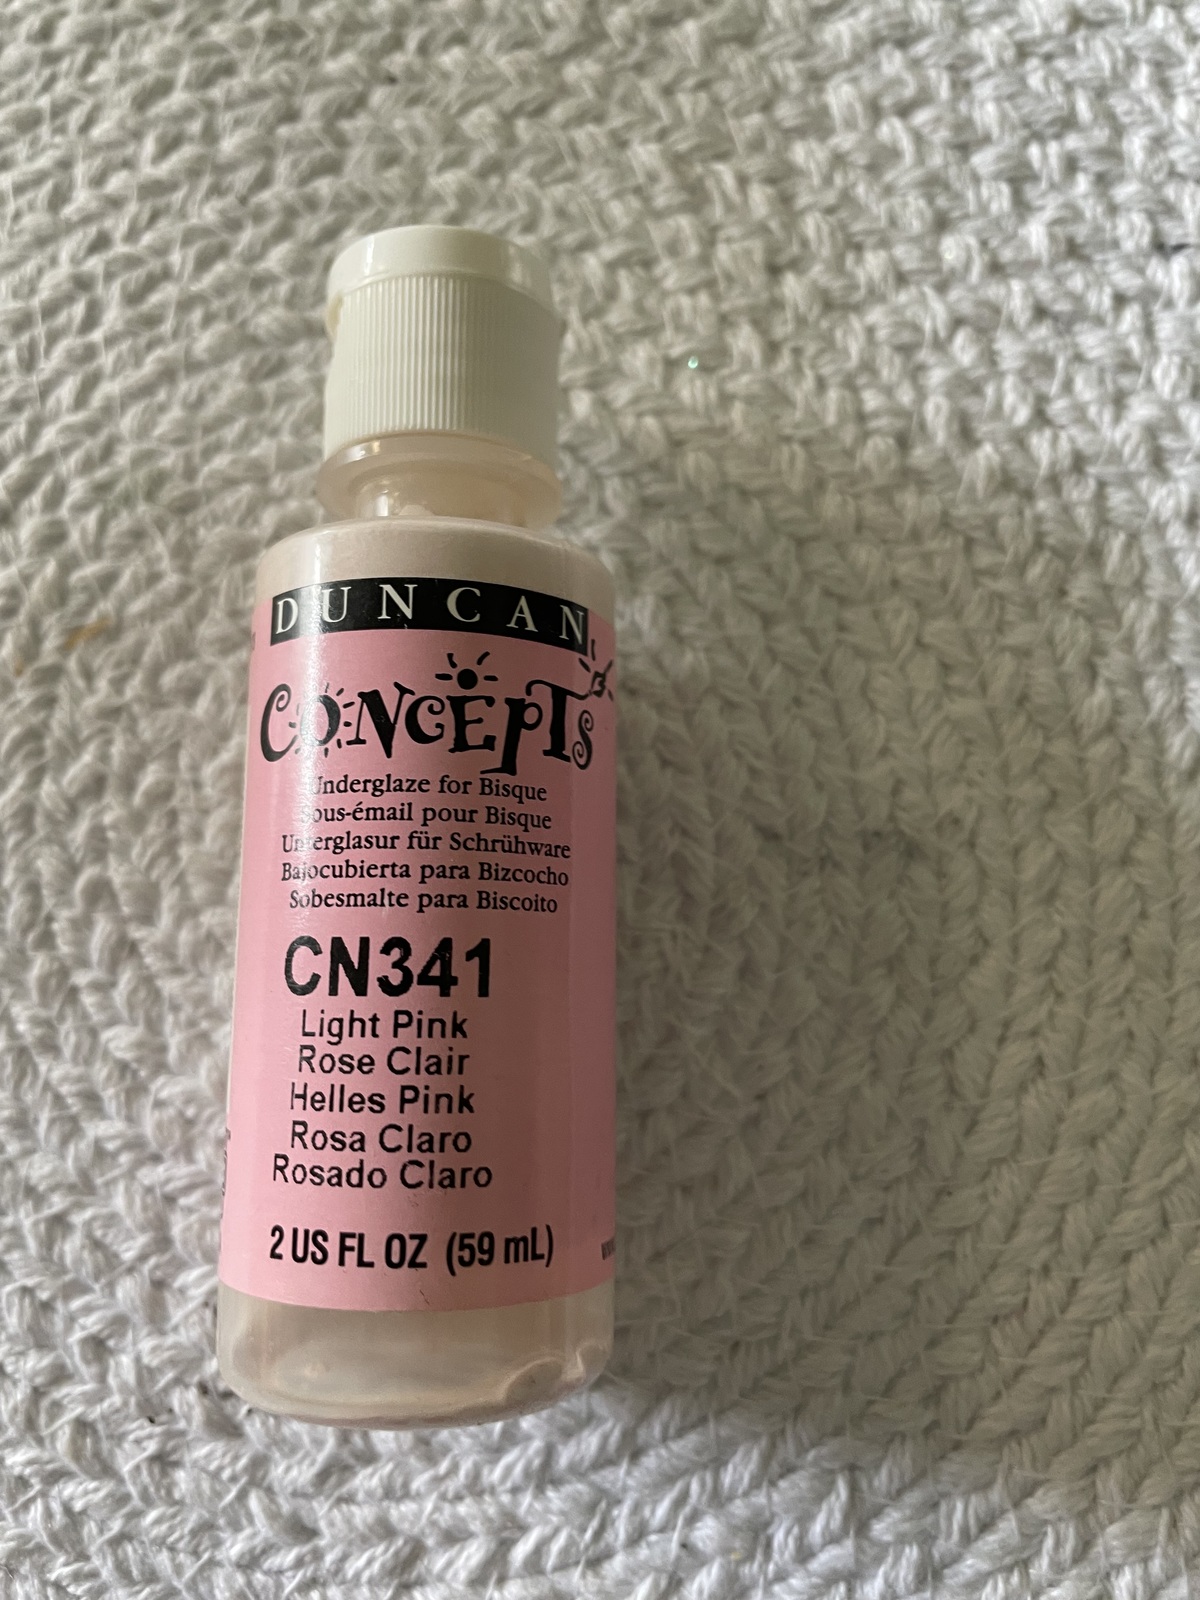 DUNCAN
CONCEPTS
Underglaze for Bisque
Sous-émail pour Bisque
Unterglasur für Schrühware
Bajocubierta para Bizcocho
Sobesmalte para Biscoito
CN341
Light Pink
Rose Clair
Helles Pink
Rosa Claro
Rosado Claro
2 US FL OZ (59 mL)